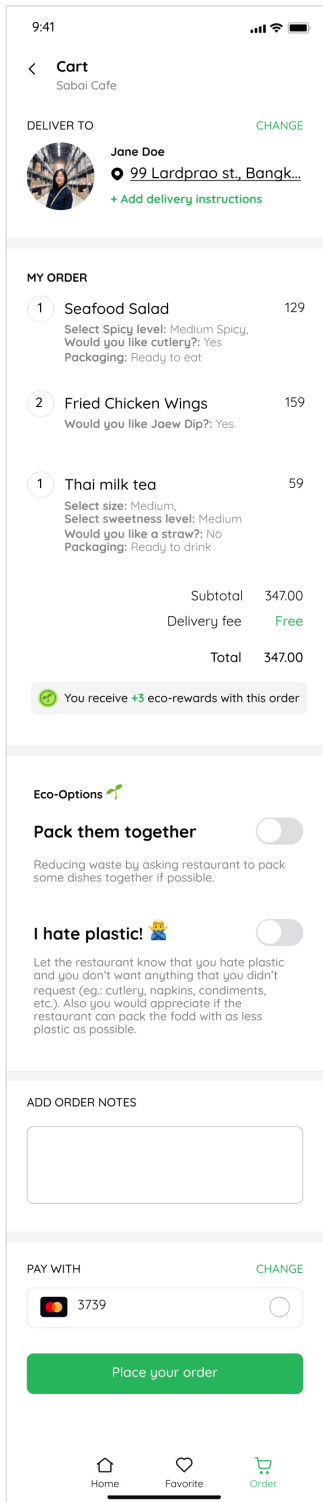 9:41
Cart
Sabai Cafe
DELIVER TO CHANGE
Jane Doe
99 Lardprao st., Bangk...
+ Add delivery instructions
MY ORDER
1 Seafood Salad 129
Select Spicy level: Medium Spicy,
Would you like cutlery?: Yes
Packaging: Ready to eat
2 Fried Chicken Wings 159
Would you like Jaew Dip?: Yes
1 Thai milk tea 59
Select size: Medium,
Select sweetness level: Medium
Would you like a straw?: No
Packaging: Ready to drink
Subtotal 347.00
Delivery fee Free
Total 347.00
You receive +3 eco-rewards with this order
Eco-Options
Pack them together
Reducing waste by asking restaurant to pack
some dishes together if possible.
I hate plastic!
Let the restaurant know that you hate plastic
and you don't want anything that you didn't
request (eg.: cutlery, napkins, condiments,
etc.). Also you would appreciate if the
restaurant can pack the fodd with as less
plastic as possible.
ADD ORDER NOTES
PAY WITH CHANGE
3739
Place your order
Home Favorite Order